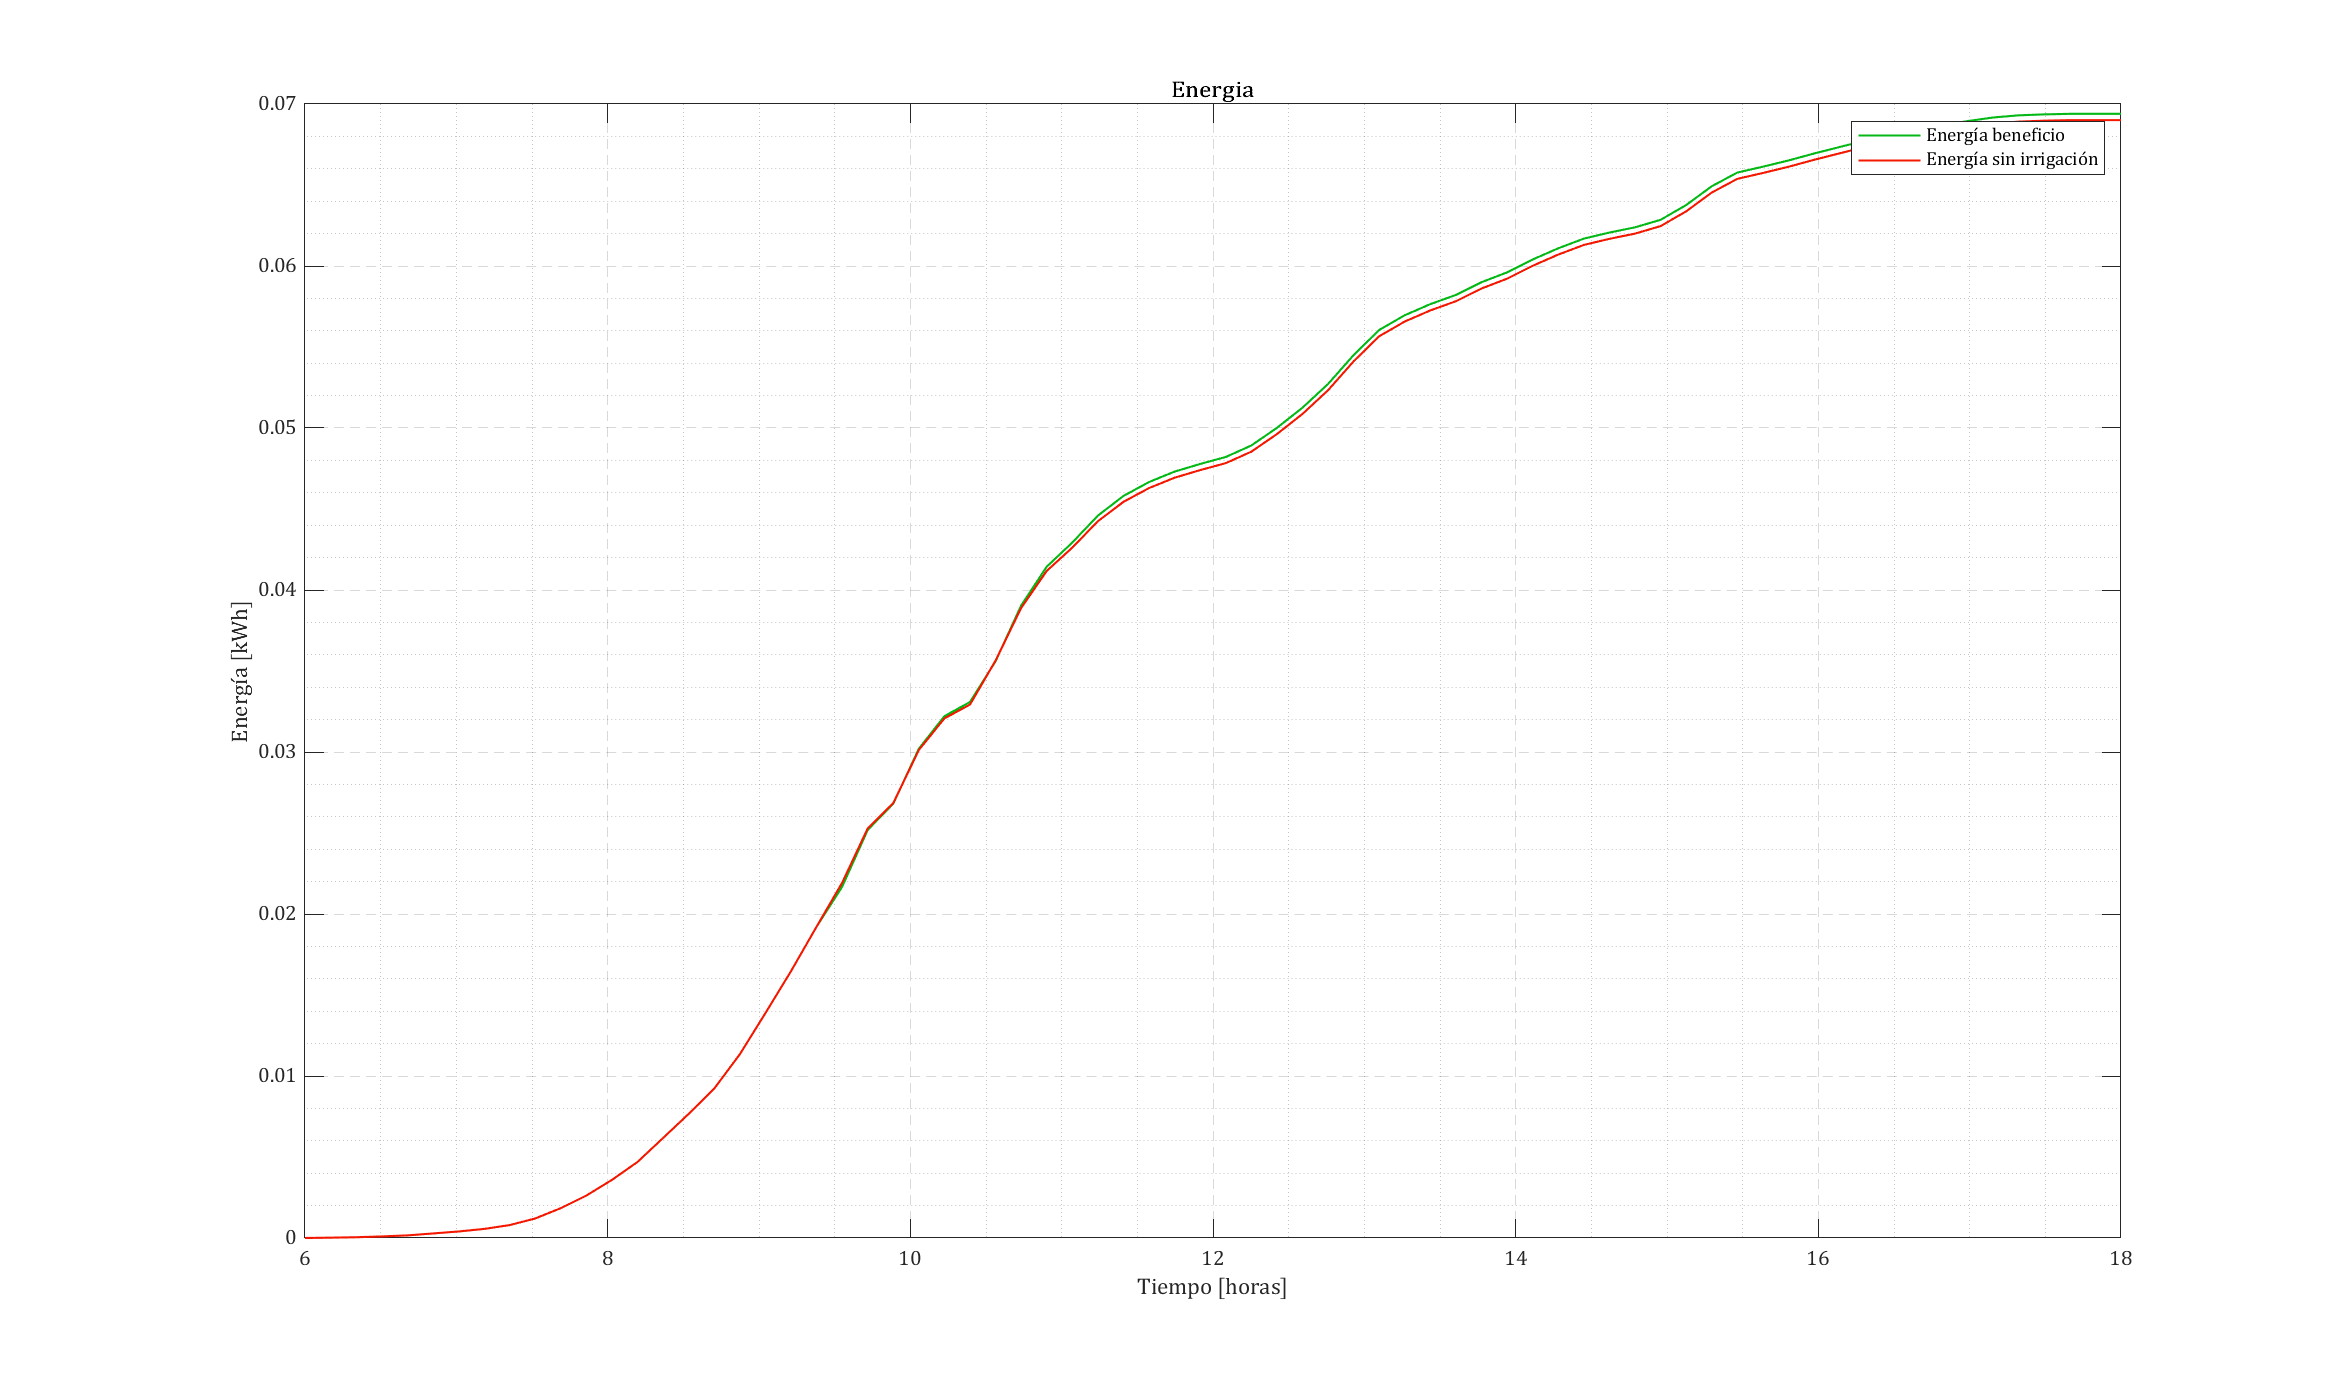 Energia
0.07
0.06
0.05
0.04
0.03
0.02
0.01
0
Energía [kWh]
Energía beneficio
Energía sin irrigación
6 8 10 12 14 16 18
Tiempo [horas]